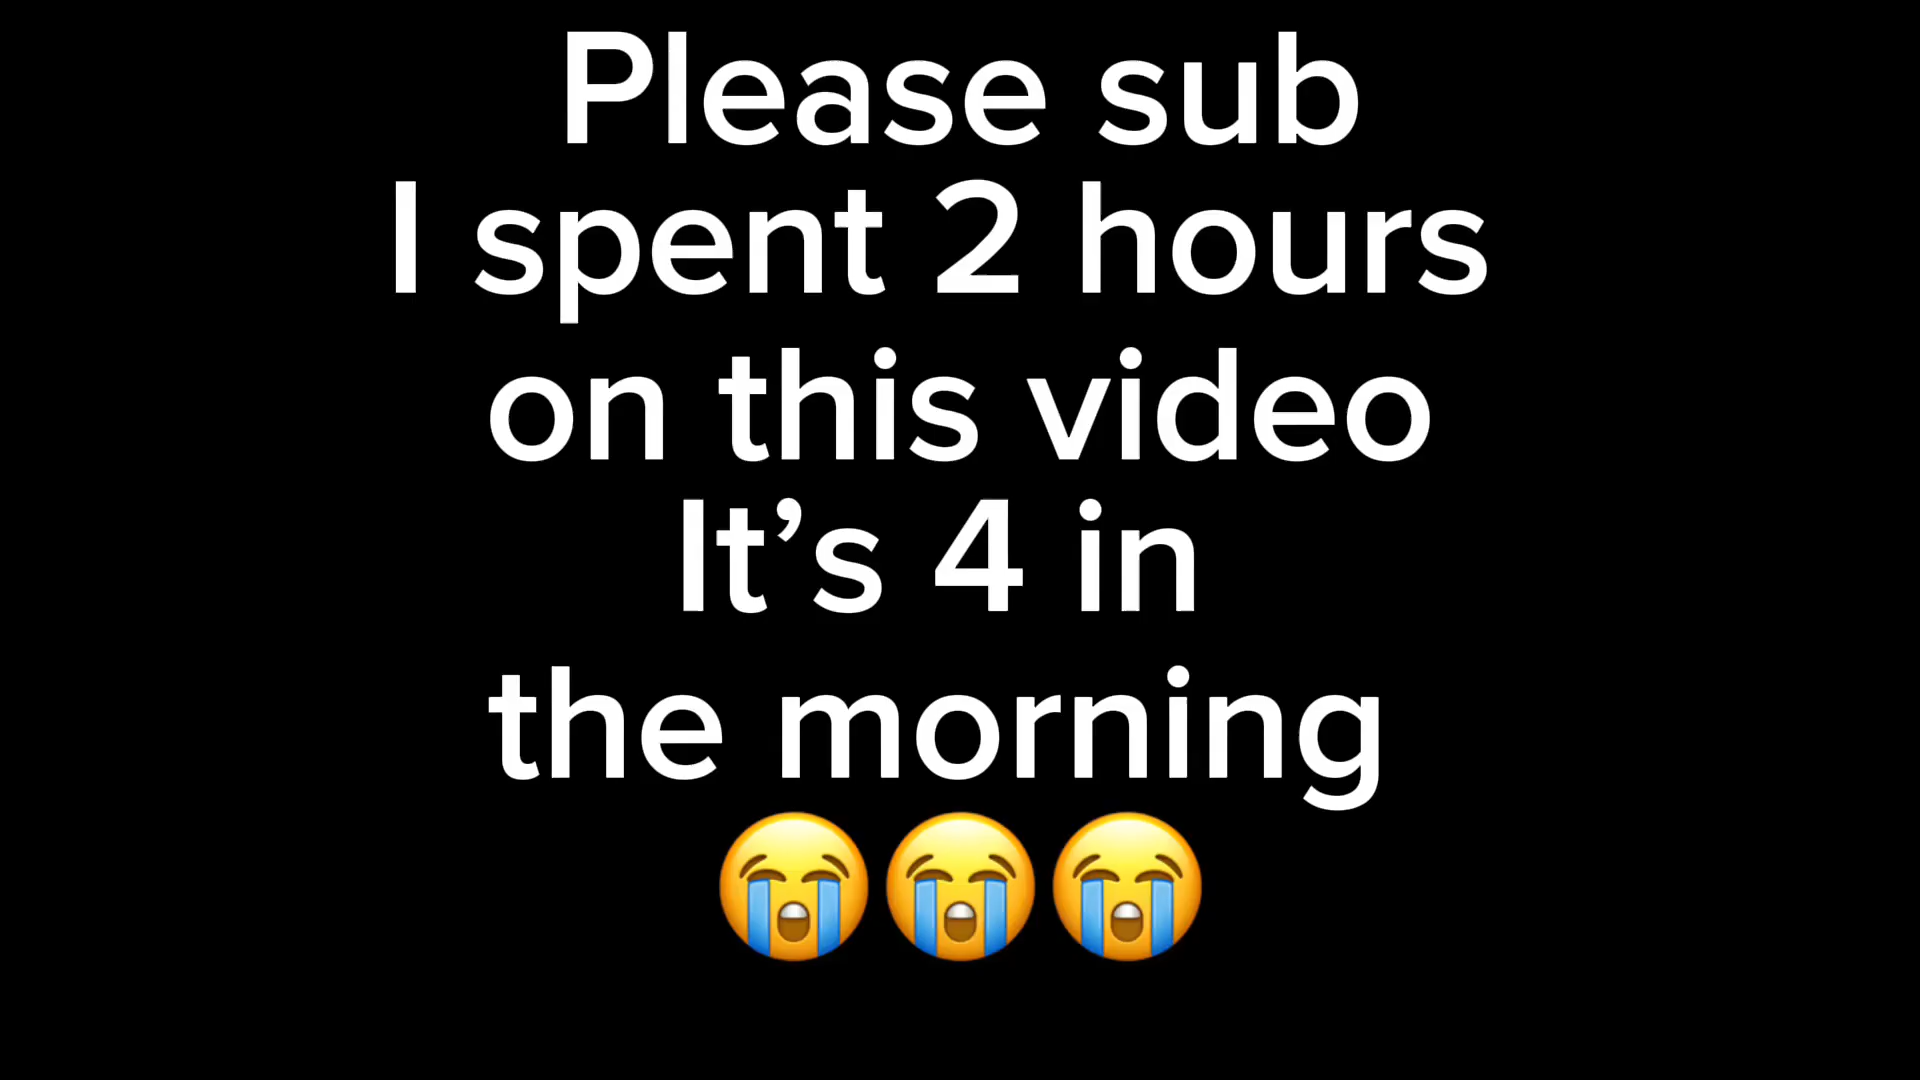 Please sub
I spent 2 hours
on this video
It’s 4 in
the morning
😭😭😭